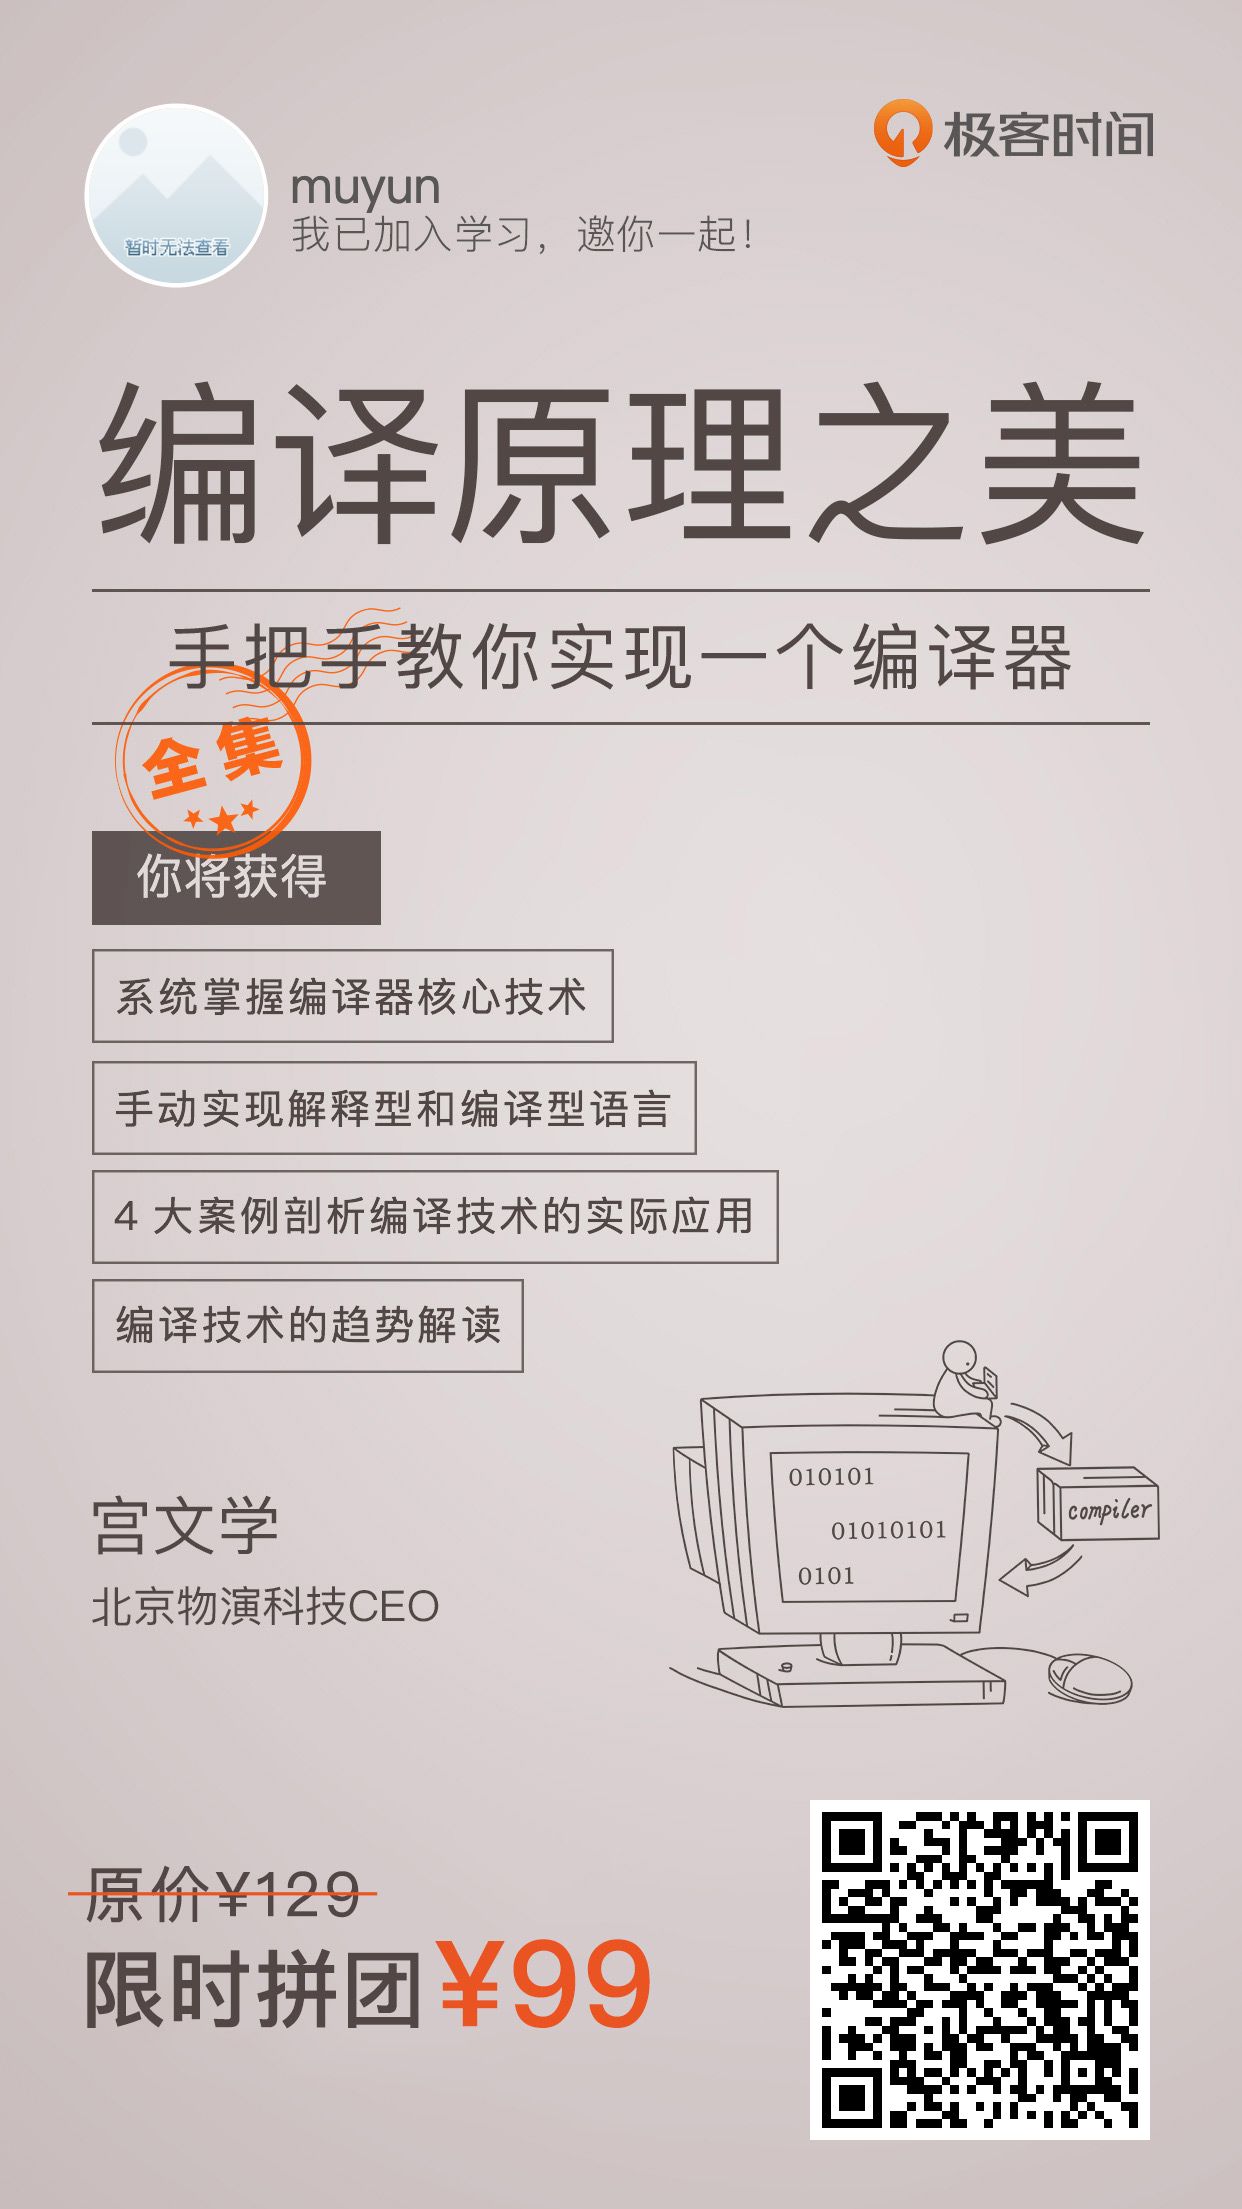 极客时间
muyun
我已加入学习，邀你一起！
暂时无法查看
编译原理之美
手把手教你实现一个编译器
全集
你将获得
系统掌握编译器核心技术
手动实现解释型和编译型语言
4 大案例剖析编译技术的实际应用
编译技术的趋势解读
010101
01010101
0101
compiler
宫文学
北京物演科技CEO
原价¥129
限时拼团¥99